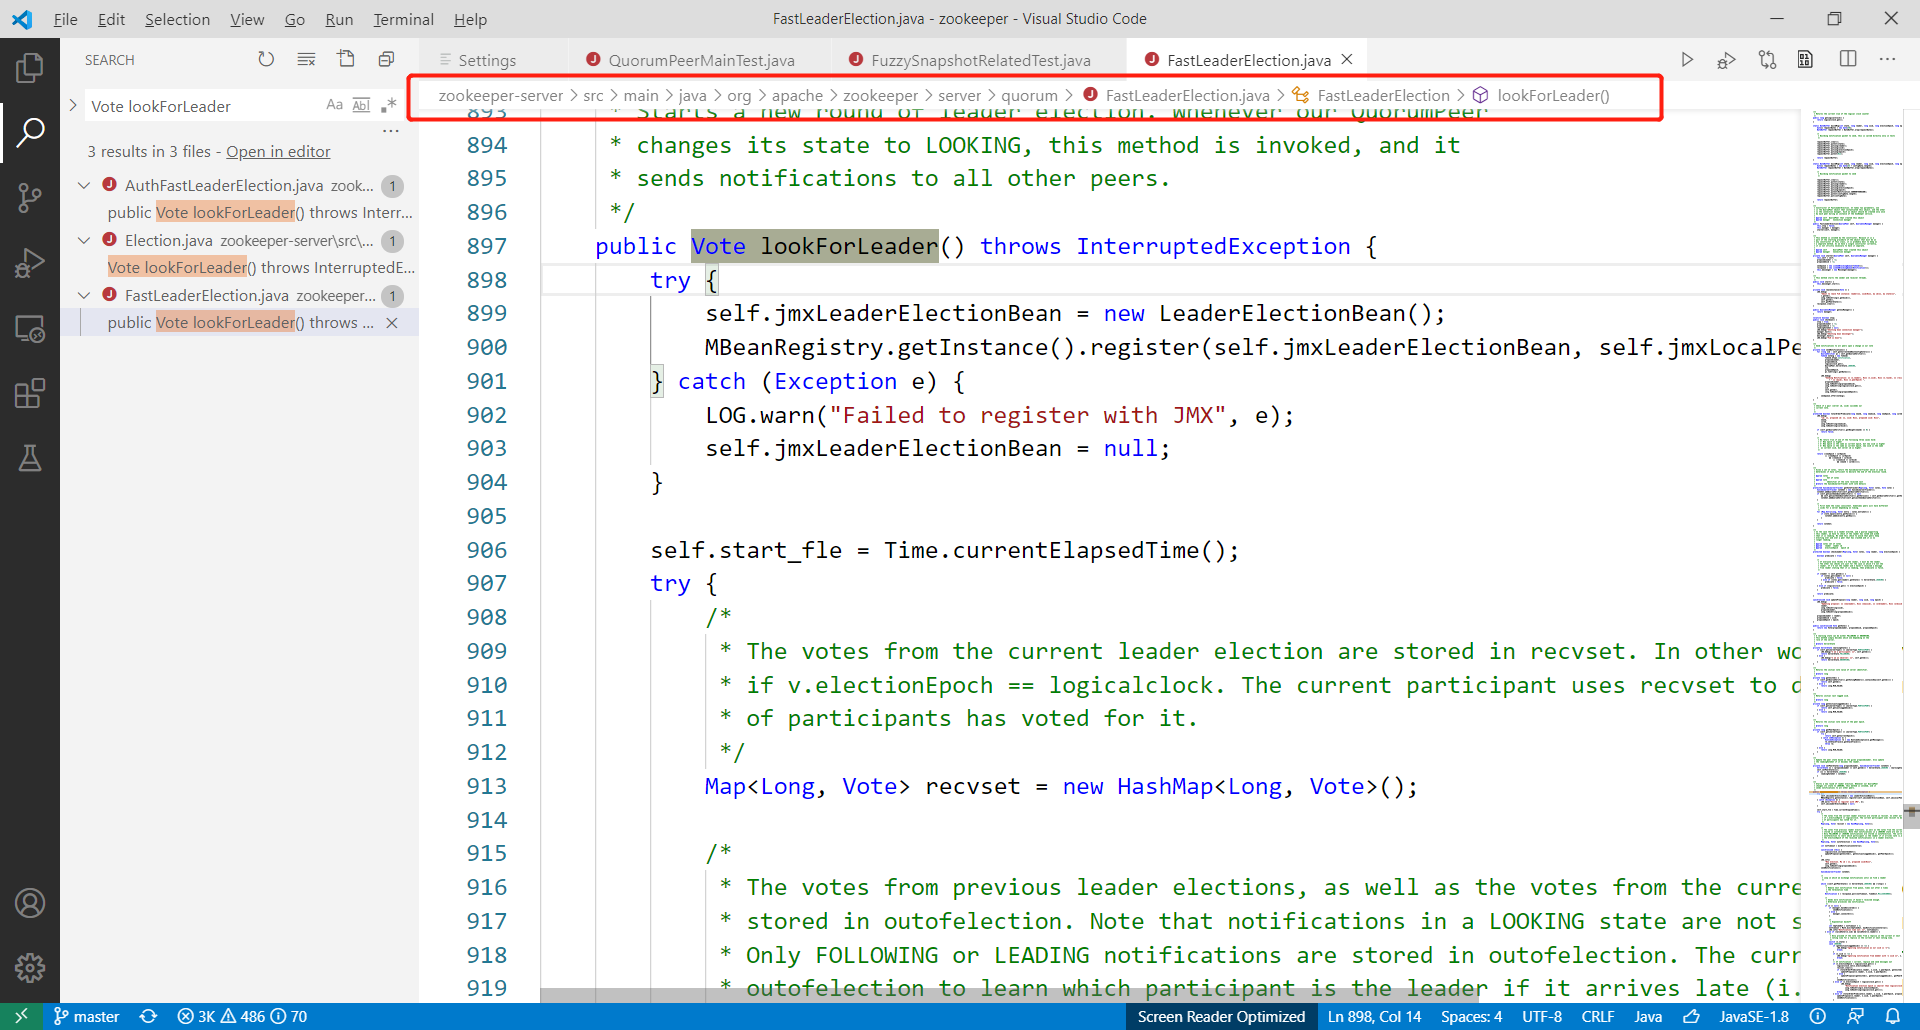 File Edit Selection View Go Run Terminal Help FastLeaderElection.java - zookeeper - Visual Studio Code
SEARCH
Settings QuorumPeerMainTest.java FuzzySnapshotRelatedTest.java FastLeaderElection.java
Vote lookForLeader Aa Abl .*
zookeeper-server > src > main > java > org > apache > zookeeper > server > quorum > FastLeaderElection.java > FastLeaderElection > lookForLeader()
...
3 results in 3 files - Open in editor
AuthFastLeaderElection.java zook... 1
public Vote lookForLeader() throws Interr...
Election.java zookeeper-server\src\... 1
Vote lookForLeader() throws InterruptedE...
FastLeaderElection.java zookeeper... 1
public Vote lookForLeader() throws ...
893 * Starts a new round of leader election. Whenever our QuorumPeer
894 * changes its state to LOOKING, this method is invoked, and it
895 * sends notifications to all other peers.
896 */
897 public Vote lookForLeader() throws InterruptedException {
898 try {
899 self.jmxLeaderElectionBean = new LeaderElectionBean();
900 MBeanRegistry.getInstance().register(self.jmxLeaderElectionBean, self.jmxLocalPe
901 } catch (Exception e) {
902 LOG.warn("Failed to register with JMX", e);
903 self.jmxLeaderElectionBean = null;
904 }
905
906 self.start_fle = Time.currentElapsedTime();
907 try {
908 /*
909 * The votes from the current leader election are stored in recvset. In other wo
910 * if v.electionEpoch == logicalclock. The current participant uses recvset to d
911 * of participants has voted for it.
912 */
913 Map<Long, Vote> recvset = new HashMap<Long, Vote>();
914
915 /*
916 * The votes from previous leader elections, as well as the votes from the curre
917 * stored in outofelection. Note that notifications in a LOOKING state are not s
918 * Only FOLLOWING or LEADING notifications are stored in outofelection. The curr
919 * outofelection to learn which participant is the leader if it arrives late (i.
master 3K 486 70 Screen Reader Optimized Ln 898, Col 14 Spaces: 4 UTF-8 CRLF Java JavaSE-1.8